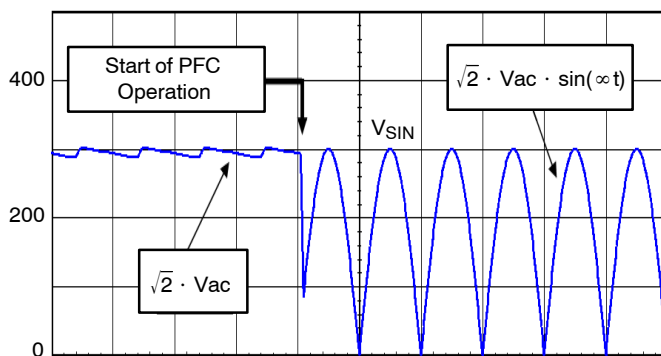 400
Start of PFC
Operation
√2 · Vac · sin(∞ t)
V_SIN
200
√2 · Vac
0